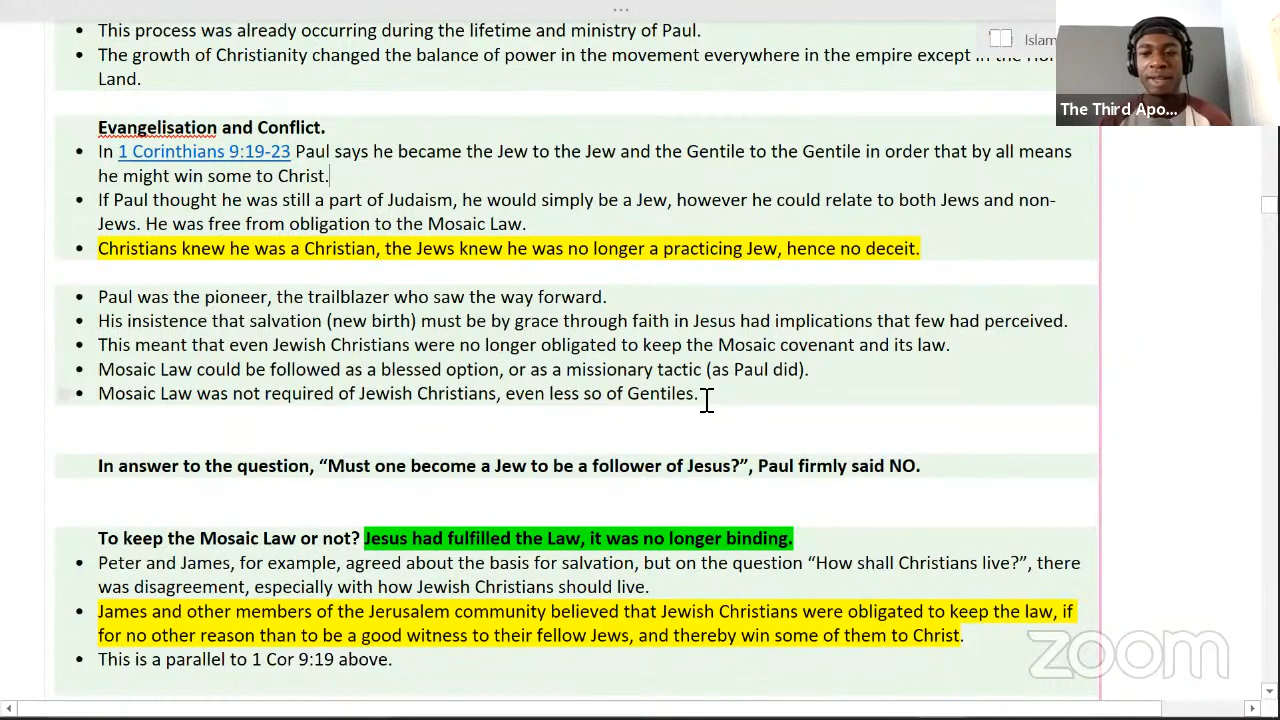 This process was already occurring during the lifetime and ministry of Paul.
The growth of Christianity changed the balance of power in the movement everywhere in the empire except in the
Land.
Islam
The Third Apo...
Evangelisation and Conflict.
In 1 Corinthians 9:19-23 Paul says he became the Jew to the Jew and the Gentile to the Gentile in order that by all means
he might win some to Christ.
If Paul thought he was still a part of Judaism, he would simply be a Jew, however he could relate to both Jews and non-
Jews. He was free from obligation to the Mosaic Law.
Christians knew he was a Christian, the Jews knew he was no longer a practicing Jew, hence no deceit.
Paul was the pioneer, the trailblazer who saw the way forward.
His insistence that salvation (new birth) must be by grace through faith in Jesus had implications that few had perceived.
This meant that even Jewish Christians were no longer obligated to keep the Mosaic covenant and its law.
Mosaic Law could be followed as a blessed option, or as a missionary tactic (as Paul did).
Mosaic Law was not required of Jewish Christians, even less so of Gentiles.
In answer to the question, “Must one become a Jew to be a follower of Jesus?”, Paul firmly said NO.
To keep the Mosaic Law or not? Jesus had fulfilled the Law, it was no longer binding.
Peter and James, for example, agreed about the basis for salvation, but on the question “How shall Christians live?”, there
was disagreement, especially with how Jewish Christians should live.
James and other members of the Jerusalem community believed that Jewish Christians were obligated to keep the law, if
for no other reason than to be a good witness to their fellow Jews, and thereby win some of them to Christ.
This is a parallel to 1 Cor 9:19 above.
zoom